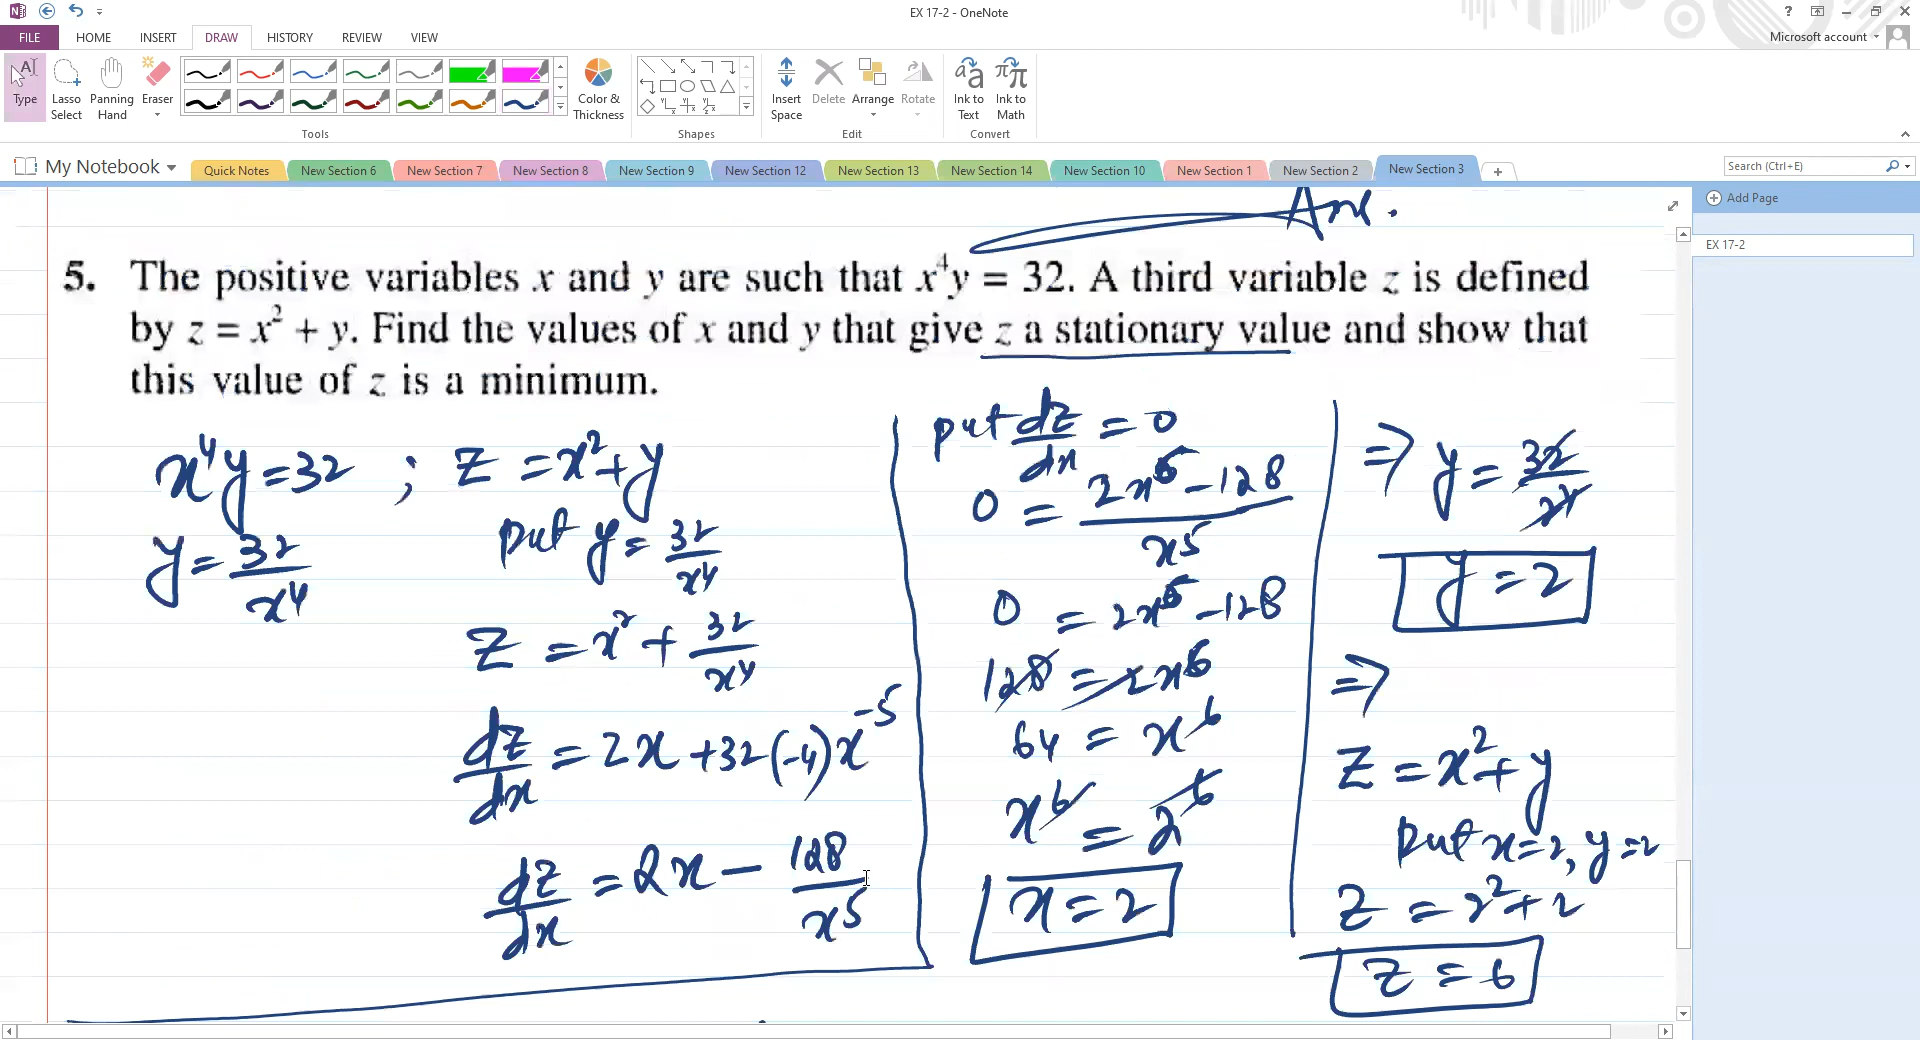 EX 17-2 - OneNote
FILE HOME INSERT DRAW HISTORY REVIEW VIEW
Microsoft account
Type
Lasso Select
Panning Hand
Eraser
Color & Thickness
Insert Space
Delete
Arrange
Rotate
Ink to Text
Ink to Math
Tools
Shapes
Edit
Convert
My Notebook
Quick Notes
New Section 6
New Section 7
New Section 8
New Section 9
New Section 12
New Section 13
New Section 14
New Section 10
New Section 1
New Section 2
New Section 3
Search (Ctrl+E)
Add Page
EX 17-2
Ans.
5. The positive variables x and y are such that x⁴y = 32. A third variable z is defined
by z = x² + y. Find the values of x and y that give z a stationary value and show that
this value of z is a minimum.
x⁴y = 32 ; z = x² + y
y = 32/x⁴
put y = 32/x⁴
z = x² + 32/x⁴
dz/dx = 2x + 32(-4)x⁻⁵
dz/dx = 2x - 128/x⁵
put dz/dx = 0
0 = (2x⁶ - 128)/x⁵
0 = 2x⁶ - 128
128 = 2x⁶
64 = x⁶
x⁶ = 2⁶
x = 2
⇒ y = 32/2⁴
y = 2
⇒
z = x² + y
Put x=2, y=2
z = 2² + 2
z = 6